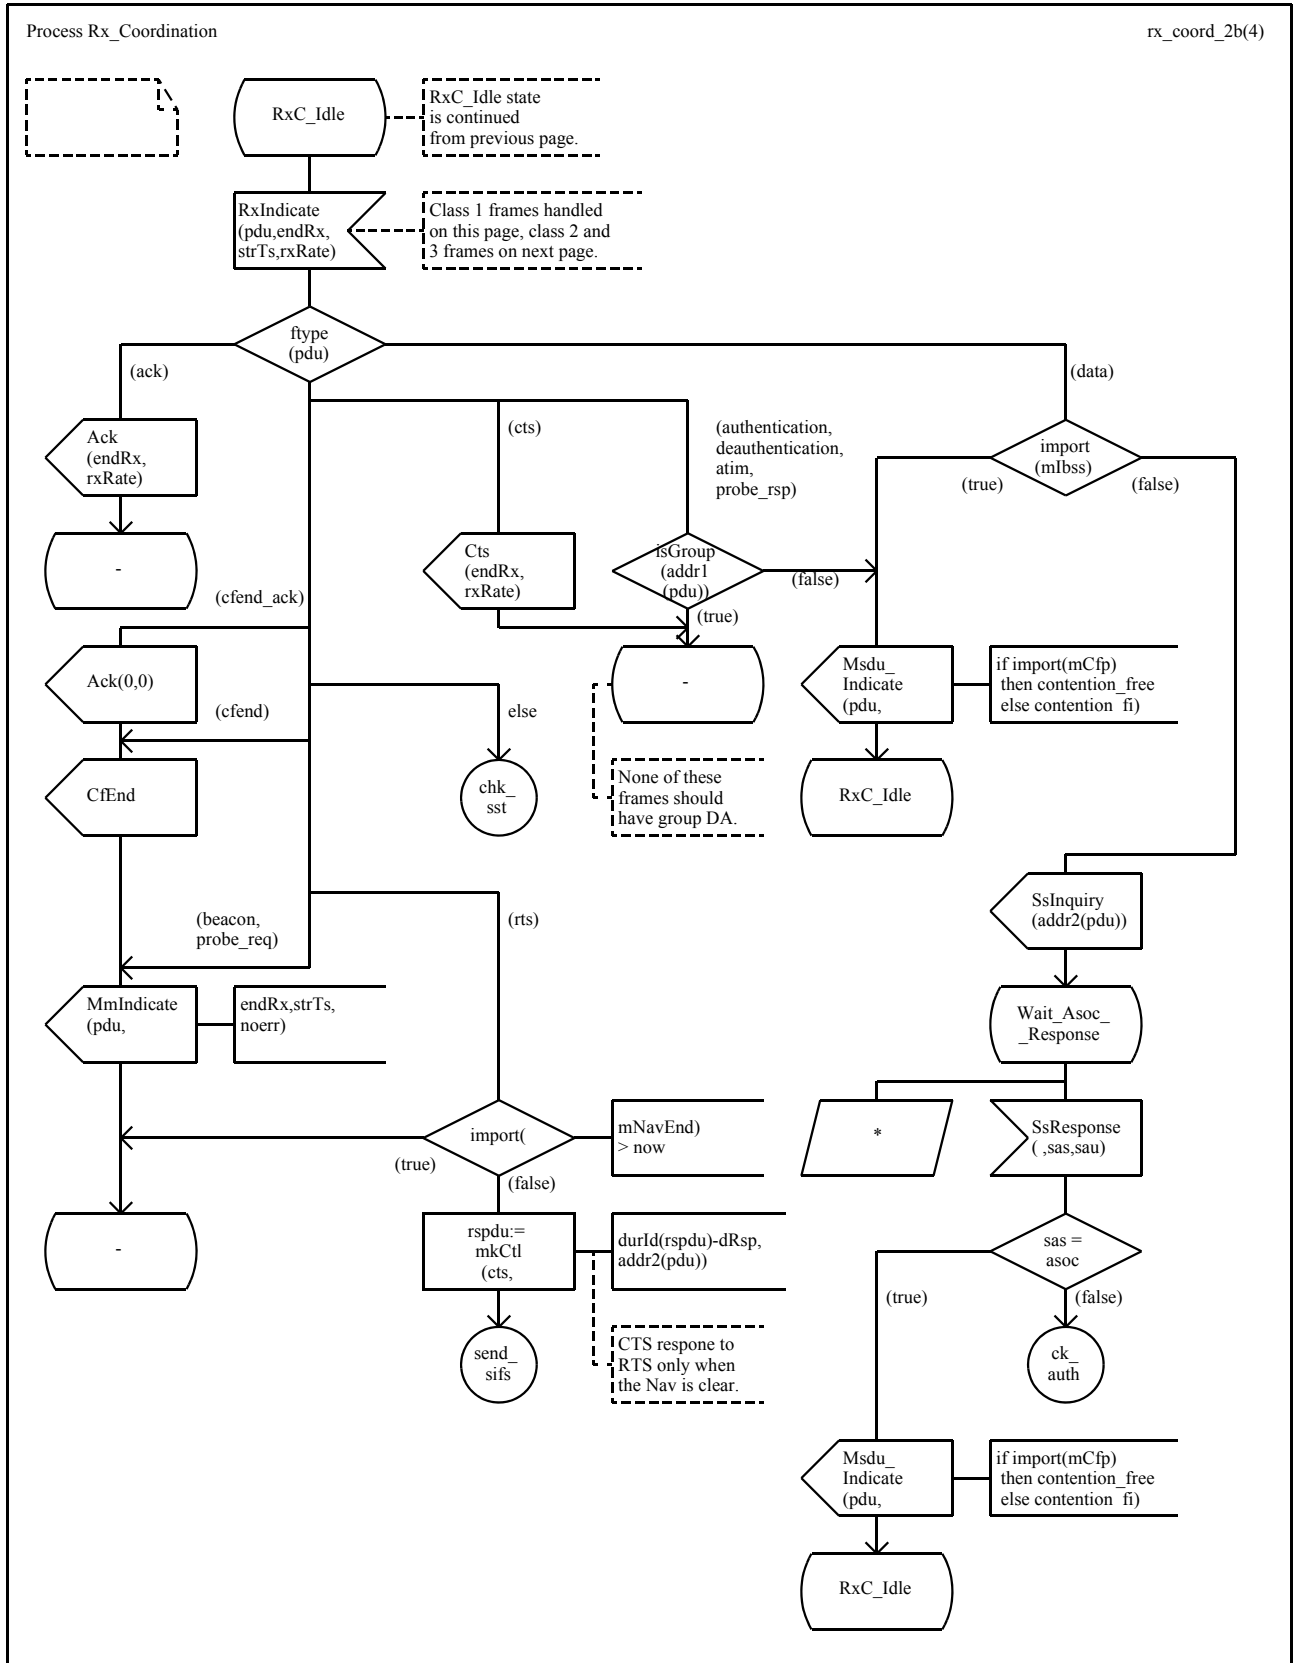 Process Rx_Coordination
rx_coord_2b(4)
RxC_Idle
RxC_Idle state
is continued
from previous page.
RxIndicate
(pdu,endRx,
strTs,rxRate)
Class 1 frames handled
on this page, class 2 and
3 frames on next page.
ftype
(pdu)
(ack)
(data)
Ack
(endRx,
rxRate)
(cts)
(authentication,
deauthentication,
atim,
probe_rsp)
import
(mIbss)
(true)
(false)
-
Cts
(endRx,
rxRate)
isGroup
(addr1
(pdu))
(false)
(true)
(cfend_ack)
Ack(0,0)
-
Msdu_
Indicate
(pdu,
if import(mCfp)
then contention_free
else contention_fi)
(cfend)
else
CfEnd
chk_
sst
None of these
frames should
have group DA.
RxC_Idle
SsInquiry
(addr2(pdu))
(beacon,
probe_req)
(rts)
MmIndicate
(pdu,
endRx,strTs,
noerr)
Wait_Asoc_
_Response
import(
mNavEnd)
> now
(true)
(false)
*
SsResponse
( ,sas,sau)
-
rspdu:=
mkCtl
(cts,
durId(rspdu)-dRsp,
addr2(pdu))
sas =
asoc
(true)
(false)
send_
sifs
CTS respone to
RTS only when
the Nav is clear.
ck_
auth
Msdu_
Indicate
(pdu,
if import(mCfp)
then contention_free
else contention_fi)
RxC_Idle